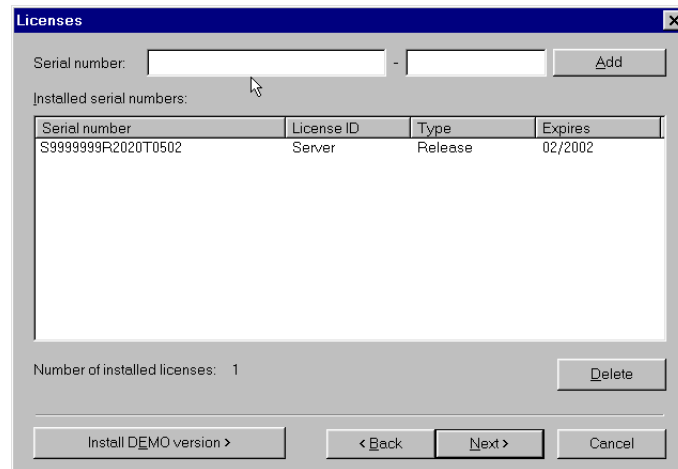 Licenses
Serial number: - Add
Installed serial numbers:
Serial number License ID Type Expires
S9999999R2020T0502 Server Release 02/2002
Number of installed licenses: 1
Delete
Install DEMO version > < Back Next > Cancel